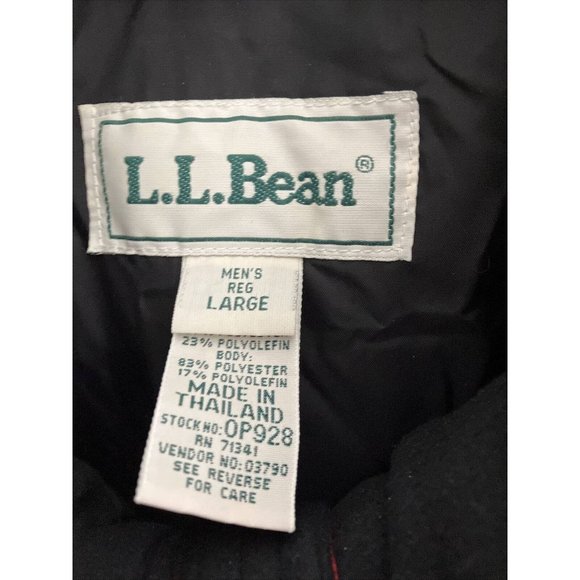 L.L.Bean®
MEN'S
REG
LARGE
23% POLYOLEFIN
BODY:
83% POLYESTER
17% POLYOLEFIN
MADE IN
THAILAND
STOCK NO: OP928
RN 71341
VENDOR NO: 03790
SEE REVERSE
FOR CARE